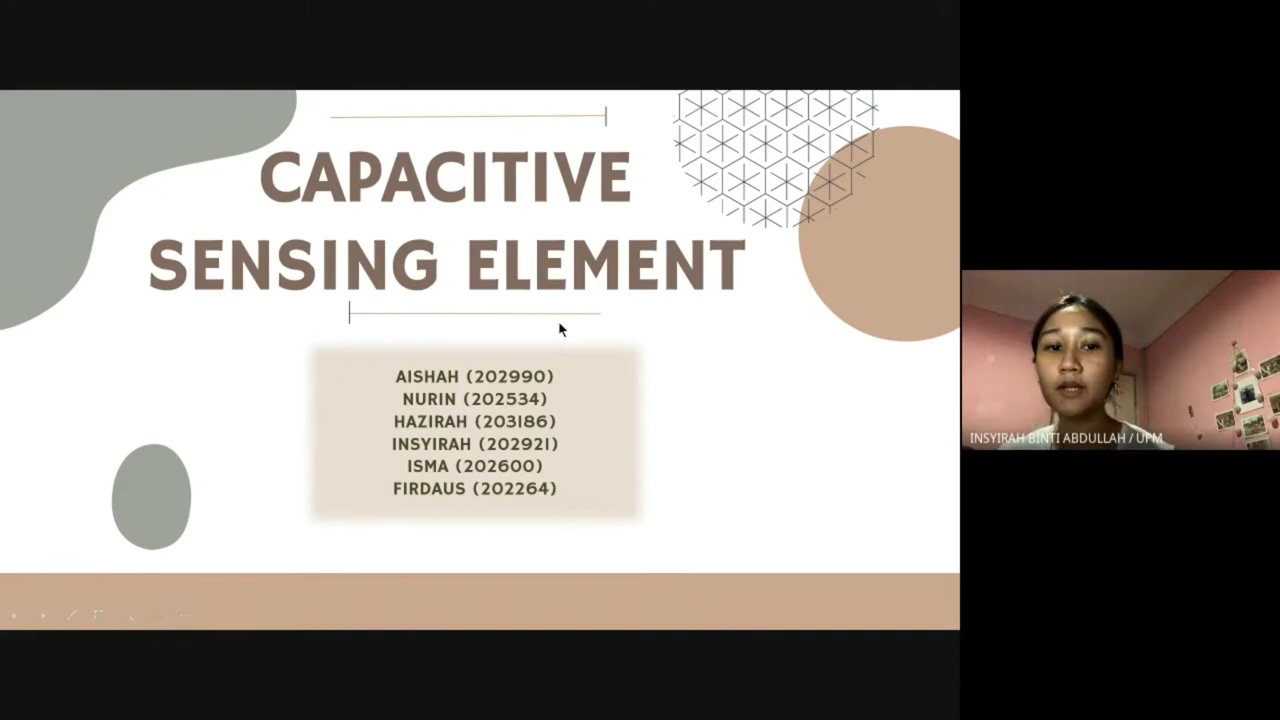 CAPACITIVE
SENSING ELEMENT
AISHAH (202990)
NURIN (202534)
HAZIRAH (203186)
INSYIRAH (202921)
ISMA (202600)
FIRDAUS (202264)
INSYIRAH BINTI ABDULLAH / UPM